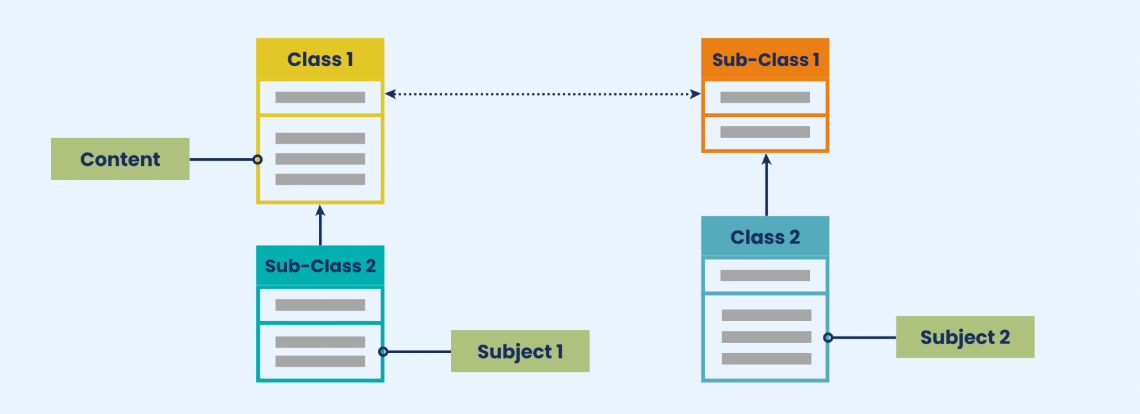 Class 1
Sub-Class 1
Content
Class 2
Sub-Class 2
Subject 2
Subject 1